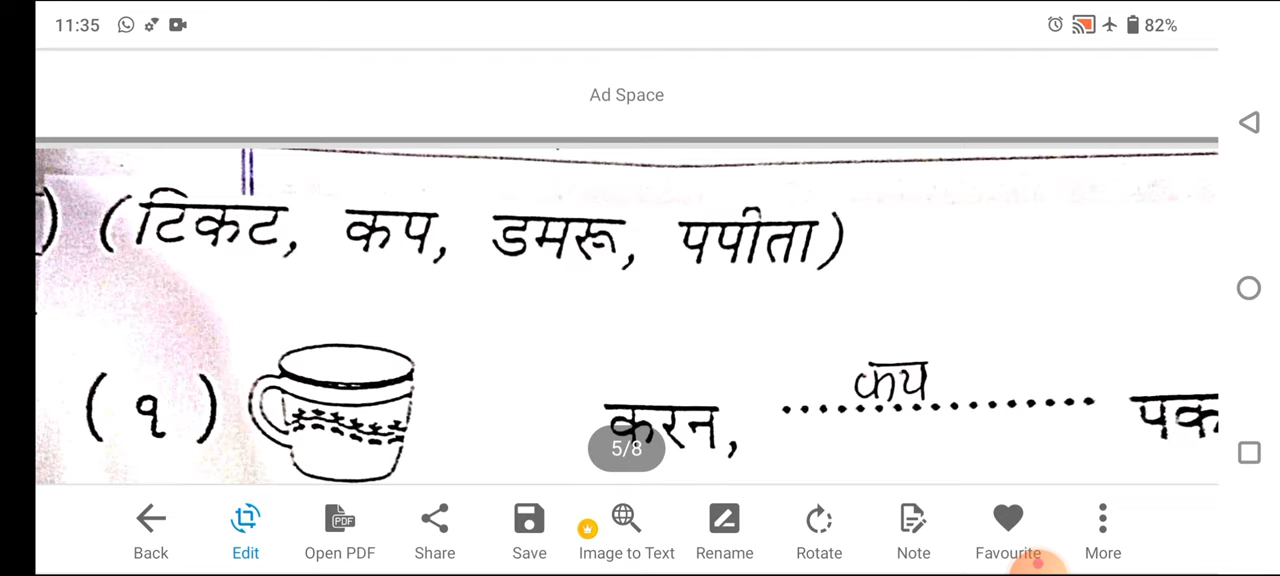 11:35 82%
Ad Space
) (टिकट, कप, डमरू, पपीता)
(१) करन, कप पक
5/8
Back Edit Open PDF Share Save Image to Text Rename Rotate Note Favourite More